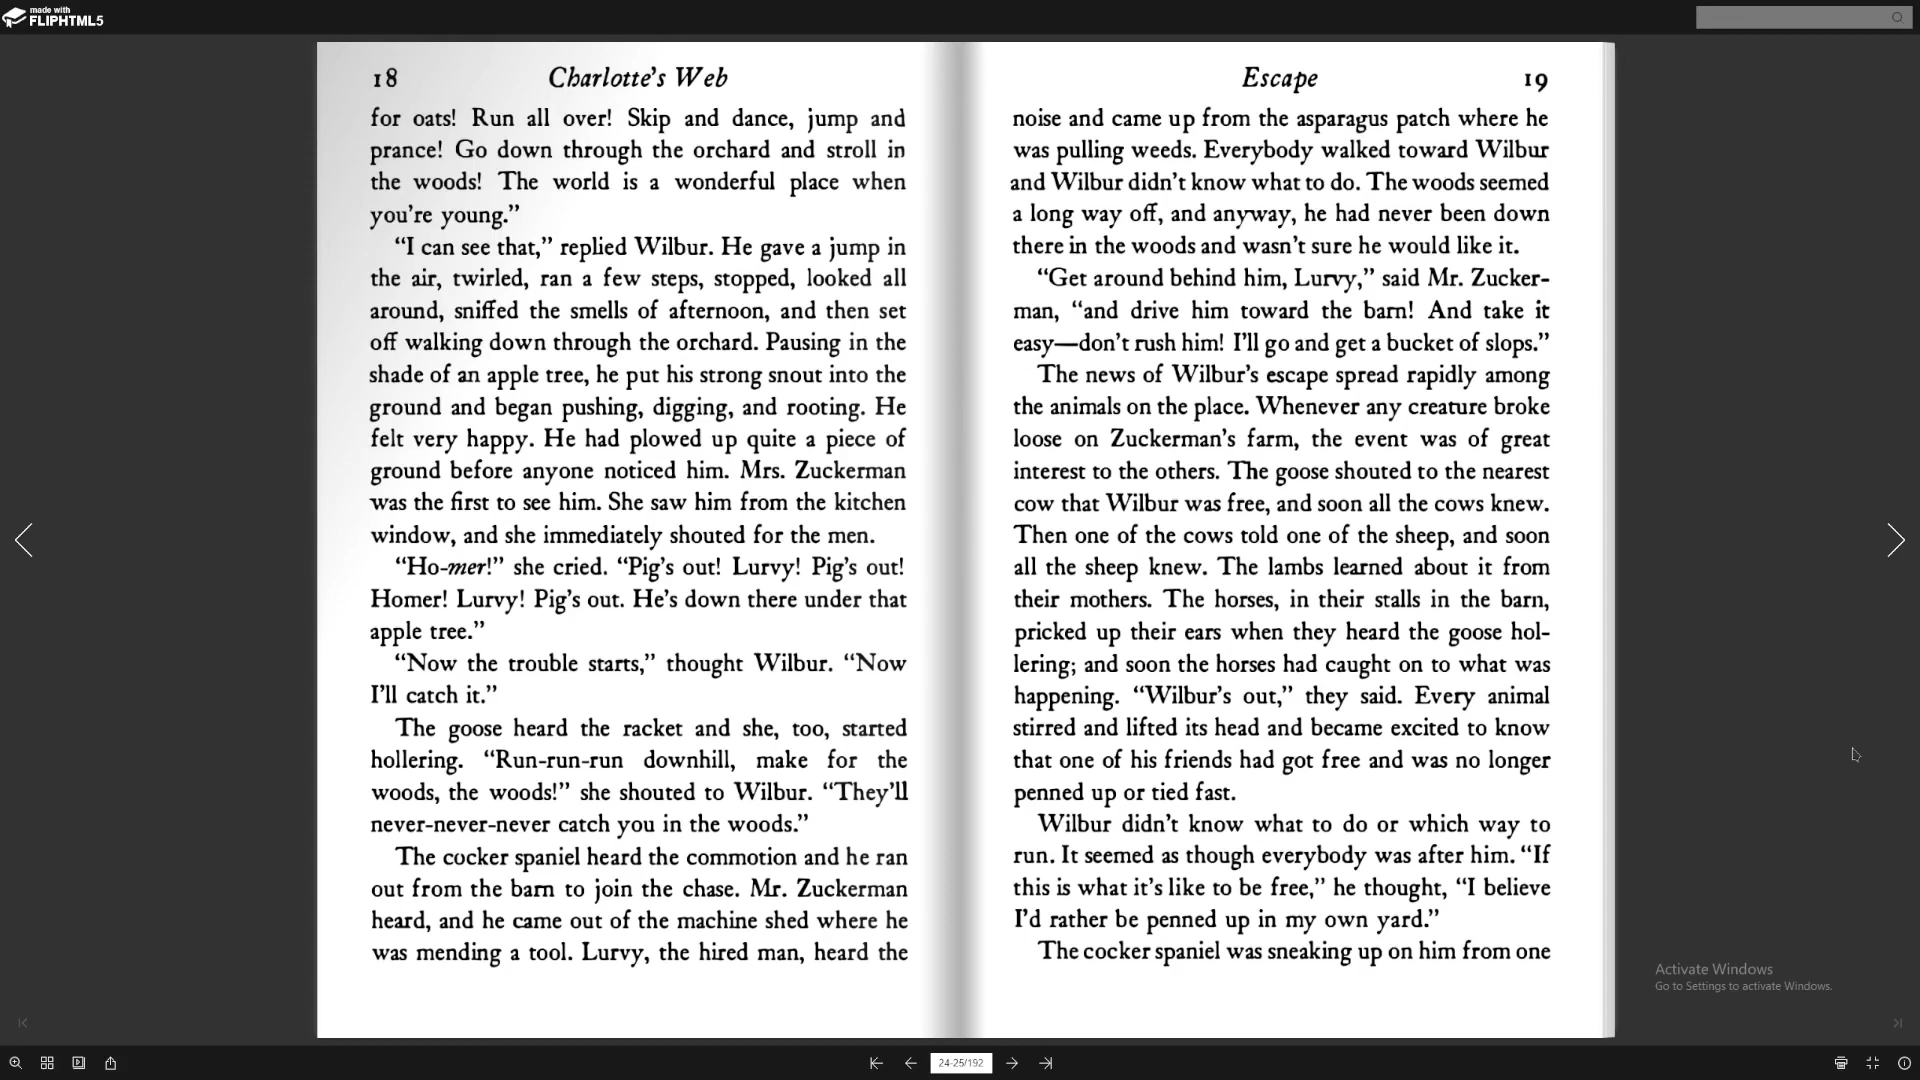 made with
FLIPHTML5
18 Charlotte's Web
for oats! Run all over! Skip and dance, jump and
prance! Go down through the orchard and stroll in
the woods! The world is a wonderful place when
you're young.”
“I can see that,” replied Wilbur. He gave a jump in
the air, twirled, ran a few steps, stopped, looked all
around, sniffed the smells of afternoon, and then set
off walking down through the orchard. Pausing in the
shade of an apple tree, he put his strong snout into the
ground and began pushing, digging, and rooting. He
felt very happy. He had plowed up quite a piece of
ground before anyone noticed him. Mrs. Zuckerman
was the first to see him. She saw him from the kitchen
window, and she immediately shouted for the men.
“Ho-mer!” she cried. “Pig's out! Lurvy! Pig's out!
Homer! Lurvy! Pig's out. He's down there under that
apple tree.”
“Now the trouble starts,” thought Wilbur. “Now
I'll catch it.”
The goose heard the racket and she, too, started
hollering. “Run-run-run downhill, make for the
woods, the woods!” she shouted to Wilbur. “They'll
never-never-never catch you in the woods.”
The cocker spaniel heard the commotion and he ran
out from the barn to join the chase. Mr. Zuckerman
heard, and he came out of the machine shed where he
was mending a tool. Lurvy, the hired man, heard the
Escape 19
noise and came up from the asparagus patch where he
was pulling weeds. Everybody walked toward Wilbur
and Wilbur didn't know what to do. The woods seemed
a long way off, and anyway, he had never been down
there in the woods and wasn't sure he would like it.
“Get around behind him, Lurvy,” said Mr. Zucker-
man, “and drive him toward the barn! And take it
easy—don't rush him! I'll go and get a bucket of slops.”
The news of Wilbur's escape spread rapidly among
the animals on the place. Whenever any creature broke
loose on Zuckerman's farm, the event was of great
interest to the others. The goose shouted to the nearest
cow that Wilbur was free, and soon all the cows knew.
Then one of the cows told one of the sheep, and soon
all the sheep knew. The lambs learned about it from
their mothers. The horses, in their stalls in the barn,
pricked up their ears when they heard the goose hol-
lering; and soon the horses had caught on to what was
happening. “Wilbur's out,” they said. Every animal
stirred and lifted its head and became excited to know
that one of his friends had got free and was no longer
penned up or tied fast.
Wilbur didn't know what to do or which way to
run. It seemed as though everybody was after him. “If
this is what it's like to be free,” he thought, “I believe
I'd rather be penned up in my own yard.”
The cocker spaniel was sneaking up on him from one
Activate Windows
Go to Settings to activate Windows.
24-25/192